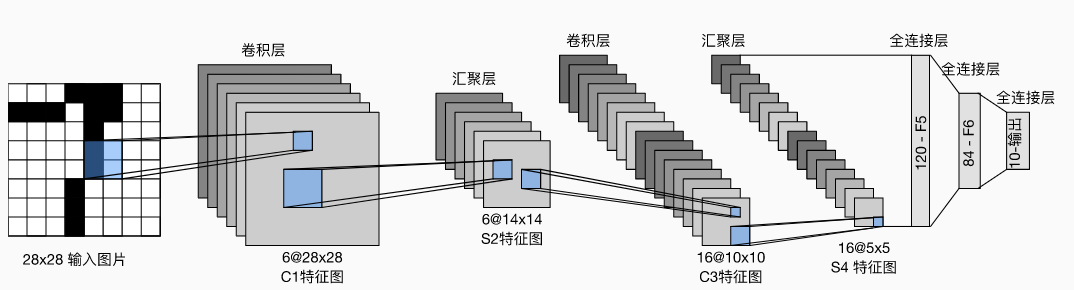 卷积层
汇聚层
卷积层
汇聚层
全连接层
全连接层
全连接层
120 - F5
84 - F6
10-输出
28x28 输入图片
6@28x28
C1特征图
6@14x14
S2特征图
16@10x10
C3特征图
16@5x5
S4 特征图